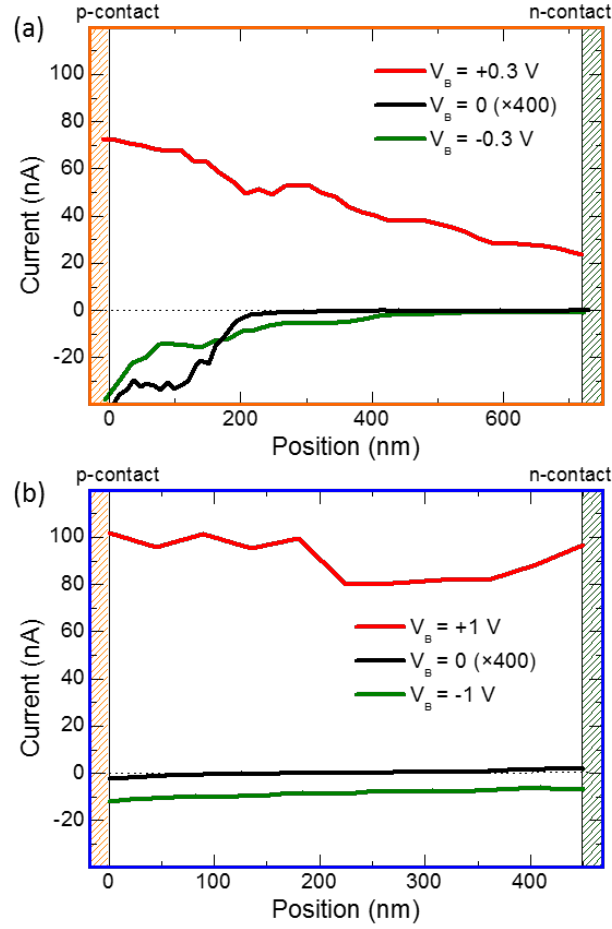 (a)
p-contact
n-contact
V_B = +0.3 V
V_B = 0 (×400)
V_B = -0.3 V
100
80
60
40
20
0
-20
Current (nA)
0
200
400
600
Position (nm)
(b)
p-contact
n-contact
V_B = +1 V
V_B = 0 (×400)
V_B = -1 V
100
80
60
40
20
0
-20
Current (nA)
0
100
200
300
400
Position (nm)